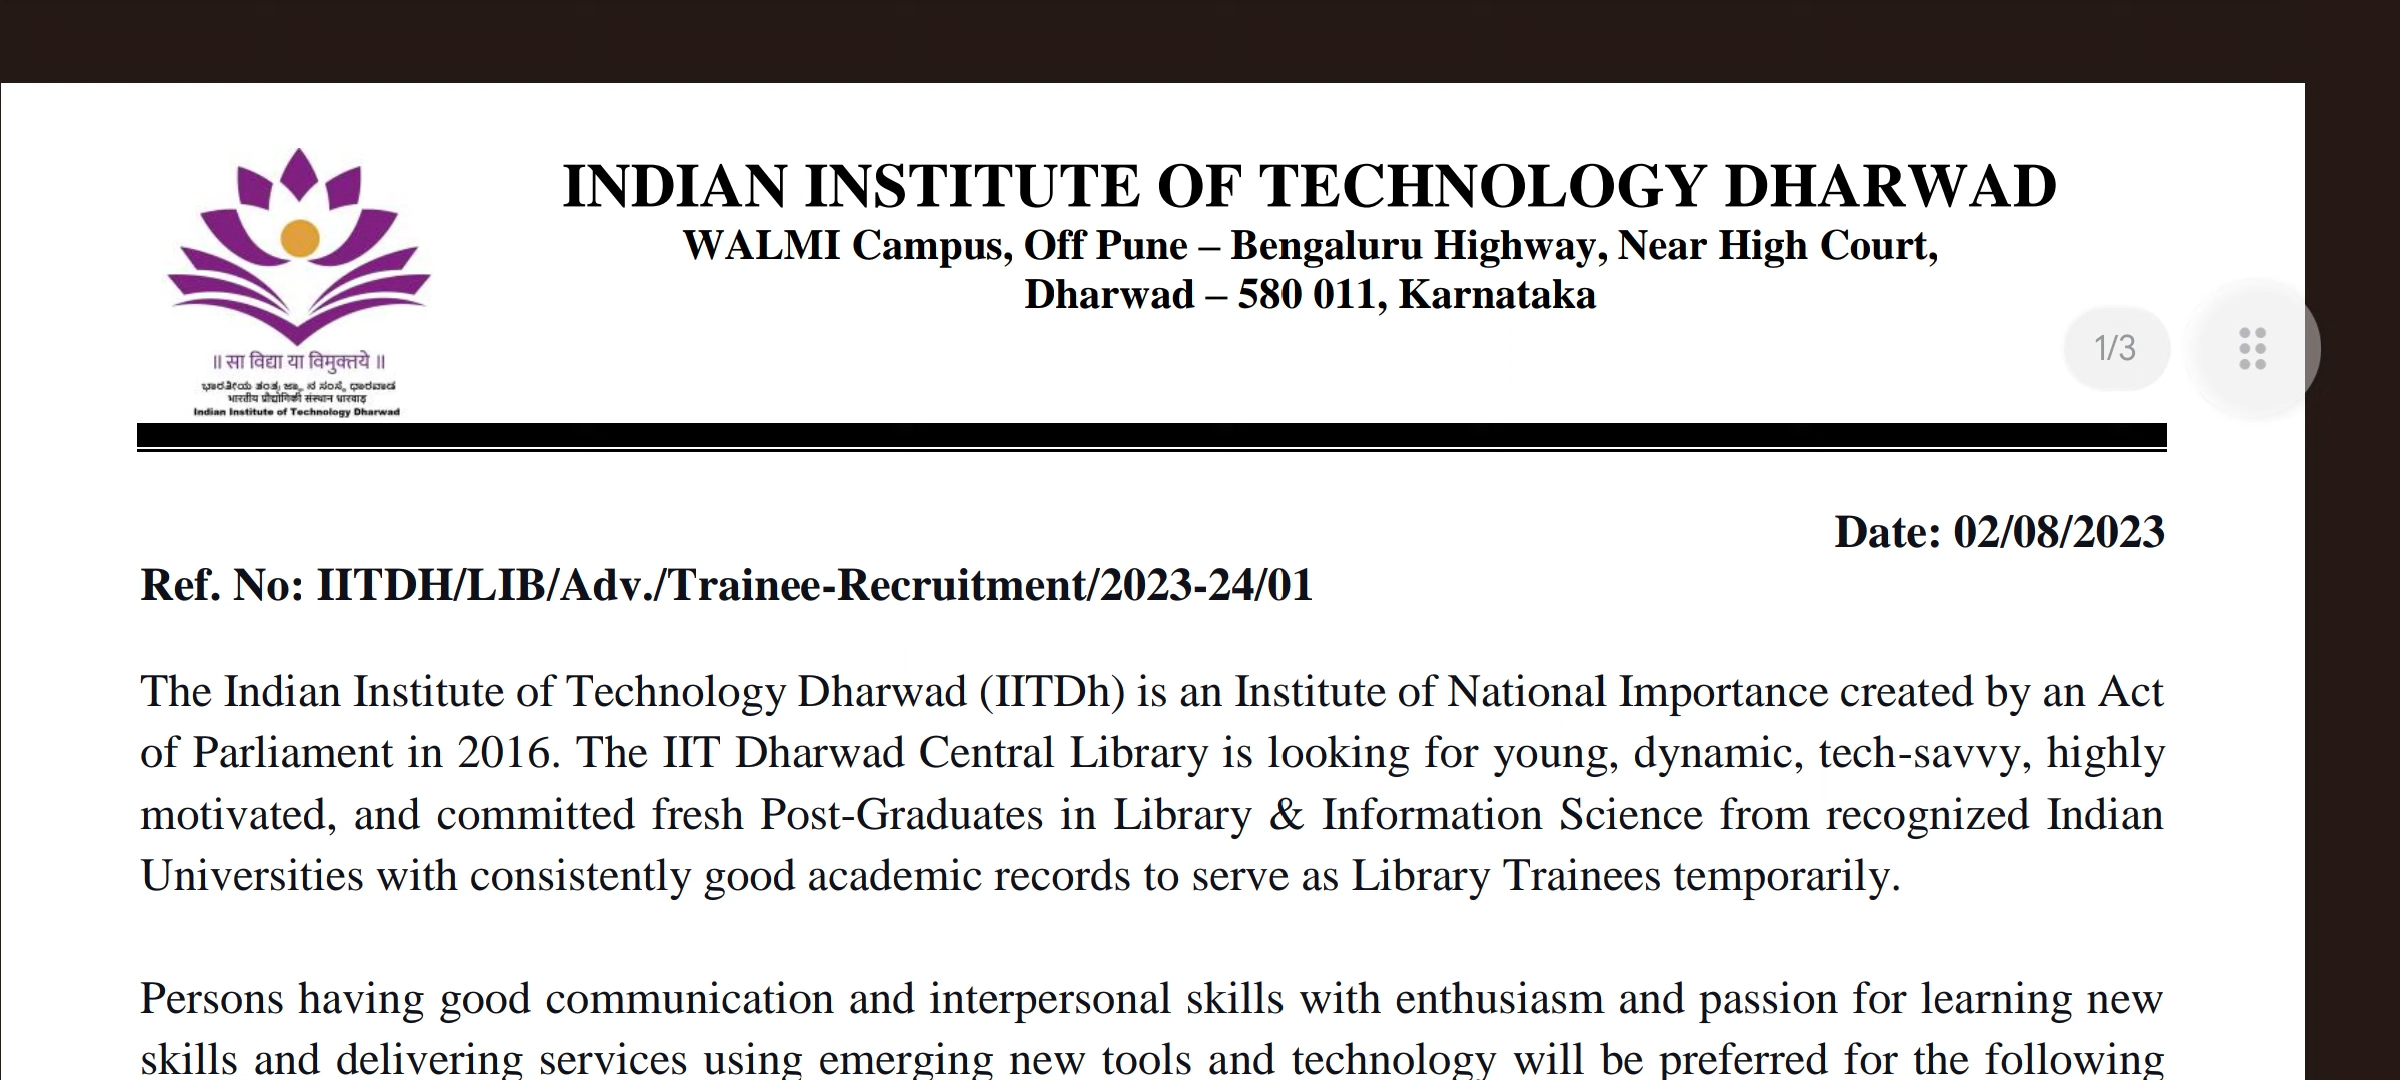 INDIAN INSTITUTE OF TECHNOLOGY DHARWAD
WALMI Campus, Off Pune – Bengaluru Highway, Near High Court,
Dharwad – 580 011, Karnataka
1/3
॥ सा विद्या या विमुक्तये ॥
भारतीय प्रौद्योगिकी संस्थान धारवाड़
Indian Institute of Technology Dharwad
Date: 02/08/2023
Ref. No: IITDH/LIB/Adv./Trainee-Recruitment/2023-24/01
The Indian Institute of Technology Dharwad (IITDh) is an Institute of National Importance created by an Act
of Parliament in 2016. The IIT Dharwad Central Library is looking for young, dynamic, tech-savvy, highly
motivated, and committed fresh Post-Graduates in Library & Information Science from recognized Indian
Universities with consistently good academic records to serve as Library Trainees temporarily.
Persons having good communication and interpersonal skills with enthusiasm and passion for learning new
skills and delivering services using emerging new tools and technology will be preferred for the following